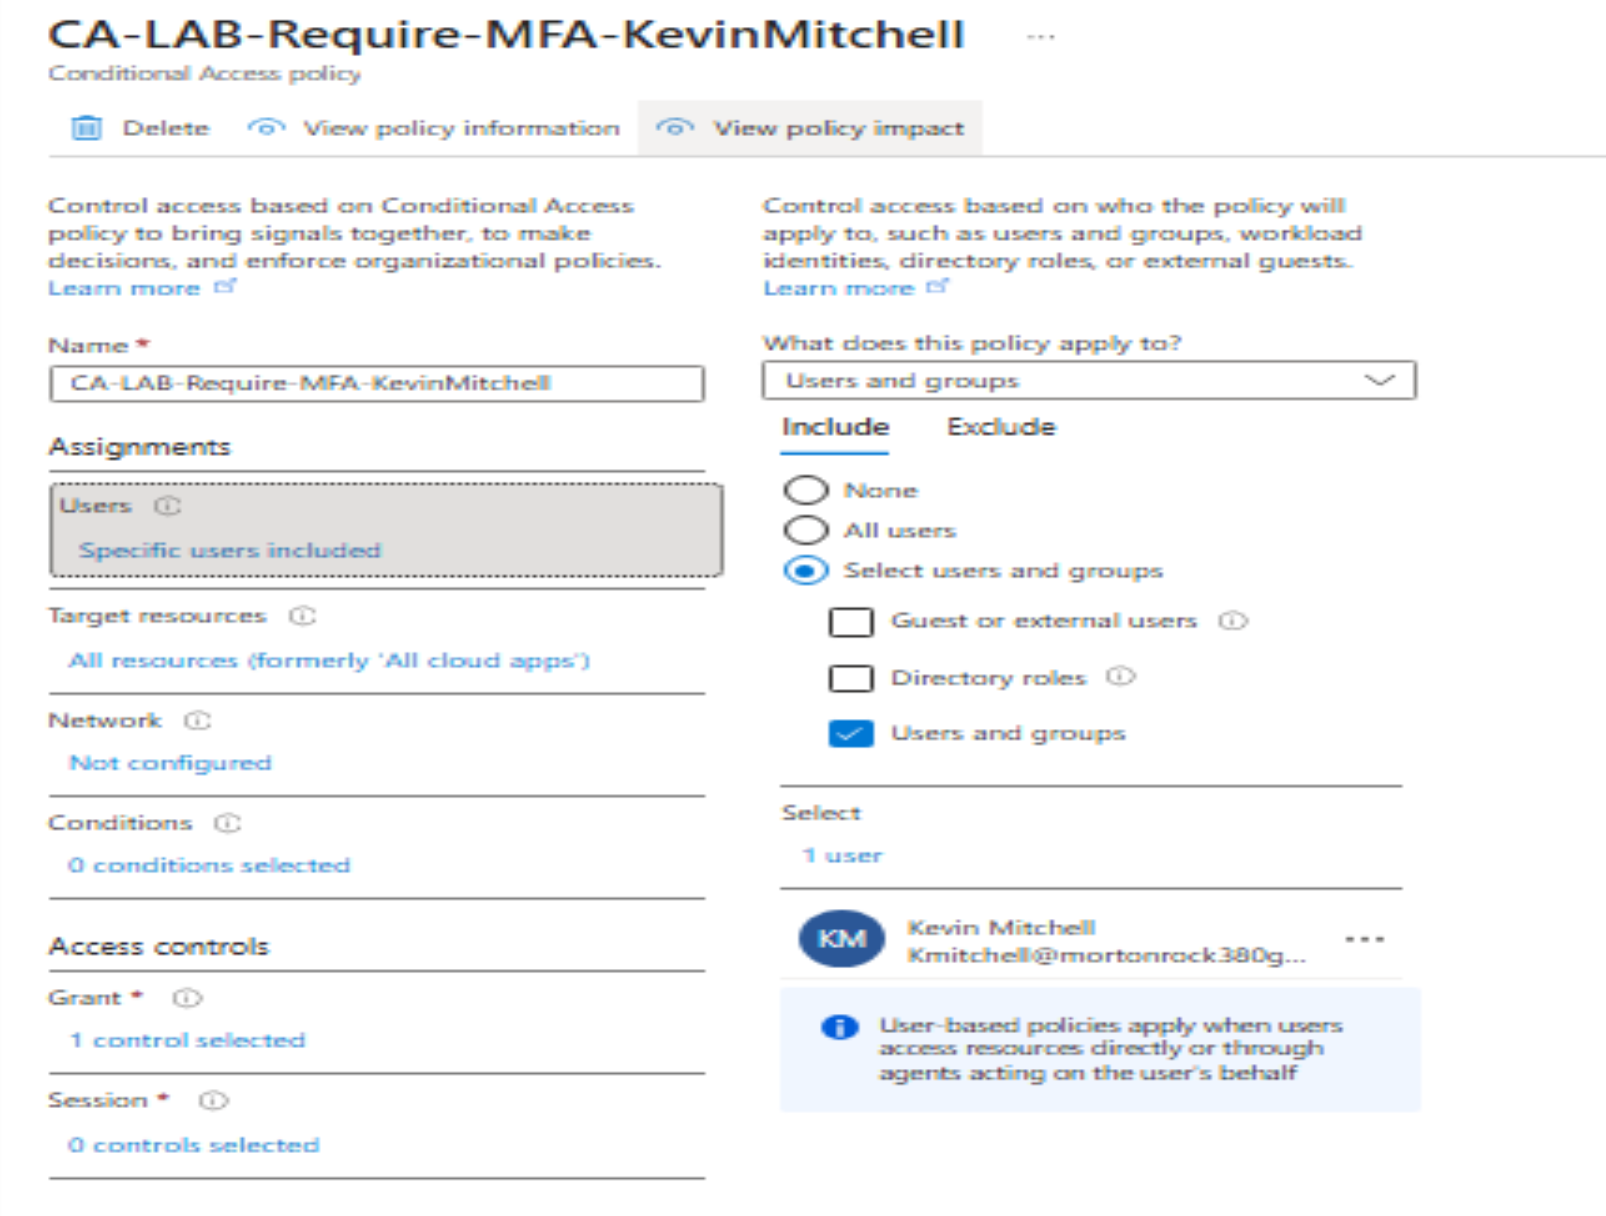 CA-LAB-Require-MFA-KevinMitchell ...
Conditional Access policy
Delete View policy information View policy impact
Control access based on Conditional Access
policy to bring signals together, to make
decisions, and enforce organizational policies.
Learn more
Name *
CA-LAB-Require-MFA-KevinMitchell
Assignments
Users
Specific users included
Target resources
All resources (formerly 'All cloud apps')
Network
Not configured
Conditions
0 conditions selected
Access controls
Grant *
1 control selected
Session *
0 controls selected
Control access based on who the policy will
apply to, such as users and groups, workload
identities, directory roles, or external guests.
Learn more
What does this policy apply to?
Users and groups
Include Exclude
None
All users
Select users and groups
Guest or external users
Directory roles
Users and groups
Select
1 user
KM
Kevin Mitchell
Kmitchell@mortonrock380g...
User-based policies apply when users
access resources directly or through
agents acting on the user's behalf